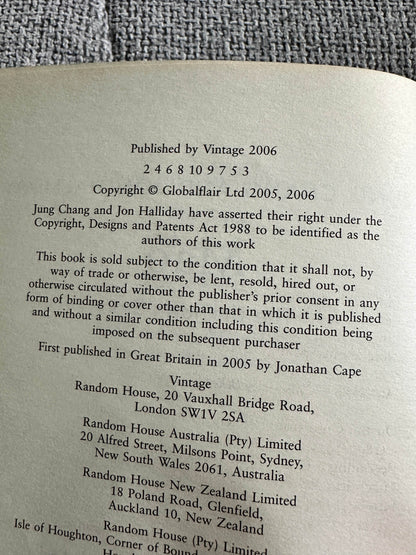 Published by Vintage 2006
2 4 6 8 10 9 7 5 3
Copyright © Globalflair Ltd 2005, 2006
Jung Chang and Jon Halliday have asserted their right under the
Copyright, Designs and Patents Act 1988 to be identified as the
authors of this work
This book is sold subject to the condition that it shall not, by
way of trade or otherwise, be lent, resold, hired out, or
otherwise circulated without the publisher's prior consent in any
form of binding or cover other than that in which it is published
and without a similar condition including this condition being
imposed on the subsequent purchaser
First published in Great Britain in 2005 by Jonathan Cape
Vintage
Random House, 20 Vauxhall Bridge Road,
London SW1V 2SA
Random House Australia (Pty) Limited
20 Alfred Street, Milsons Point, Sydney,
New South Wales 2061, Australia
Random House New Zealand Limited
18 Poland Road, Glenfield,
Auckland 10, New Zealand
Random House (Pty) Limited
Isle of Houghton, Corner of Bound